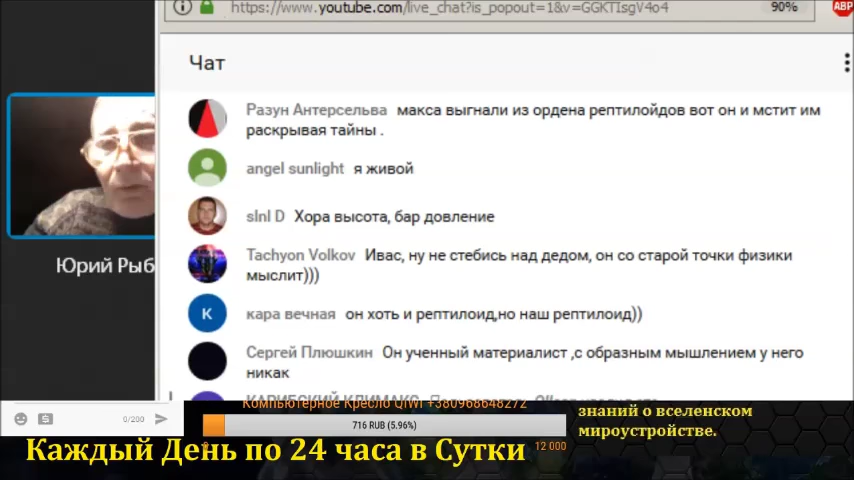 https://www.youtube.com/live_chat?is_popout=1&v=GGKTIsgV4o4
90%
ABP
Чат
Разун Антерсельва макса выгнали из ордена рептилойдов вот он и мстит им
раскрывая тайны .
angel sunlight я живой
slnl D Хора высота, бар довление
Tachyon Volkov Ивас, ну не стебись над дедом, он со старой точки физики
мыслит)))
Юрий Рыб
К
кара вечная он хоть и рептилоид,но наш рептилоид))
Сергей Плюшкин Он ученный материалист ,с образным мышлением у него
никак
КАРИБСКИЙ КЛИМАКС
Компьютерное Кресло QIWI +380968648272
0/200
716 RUB (5.96%)
0
12 000
знаний о вселенском
мироустройстве.
Каждый День по 24 часа в Сутки